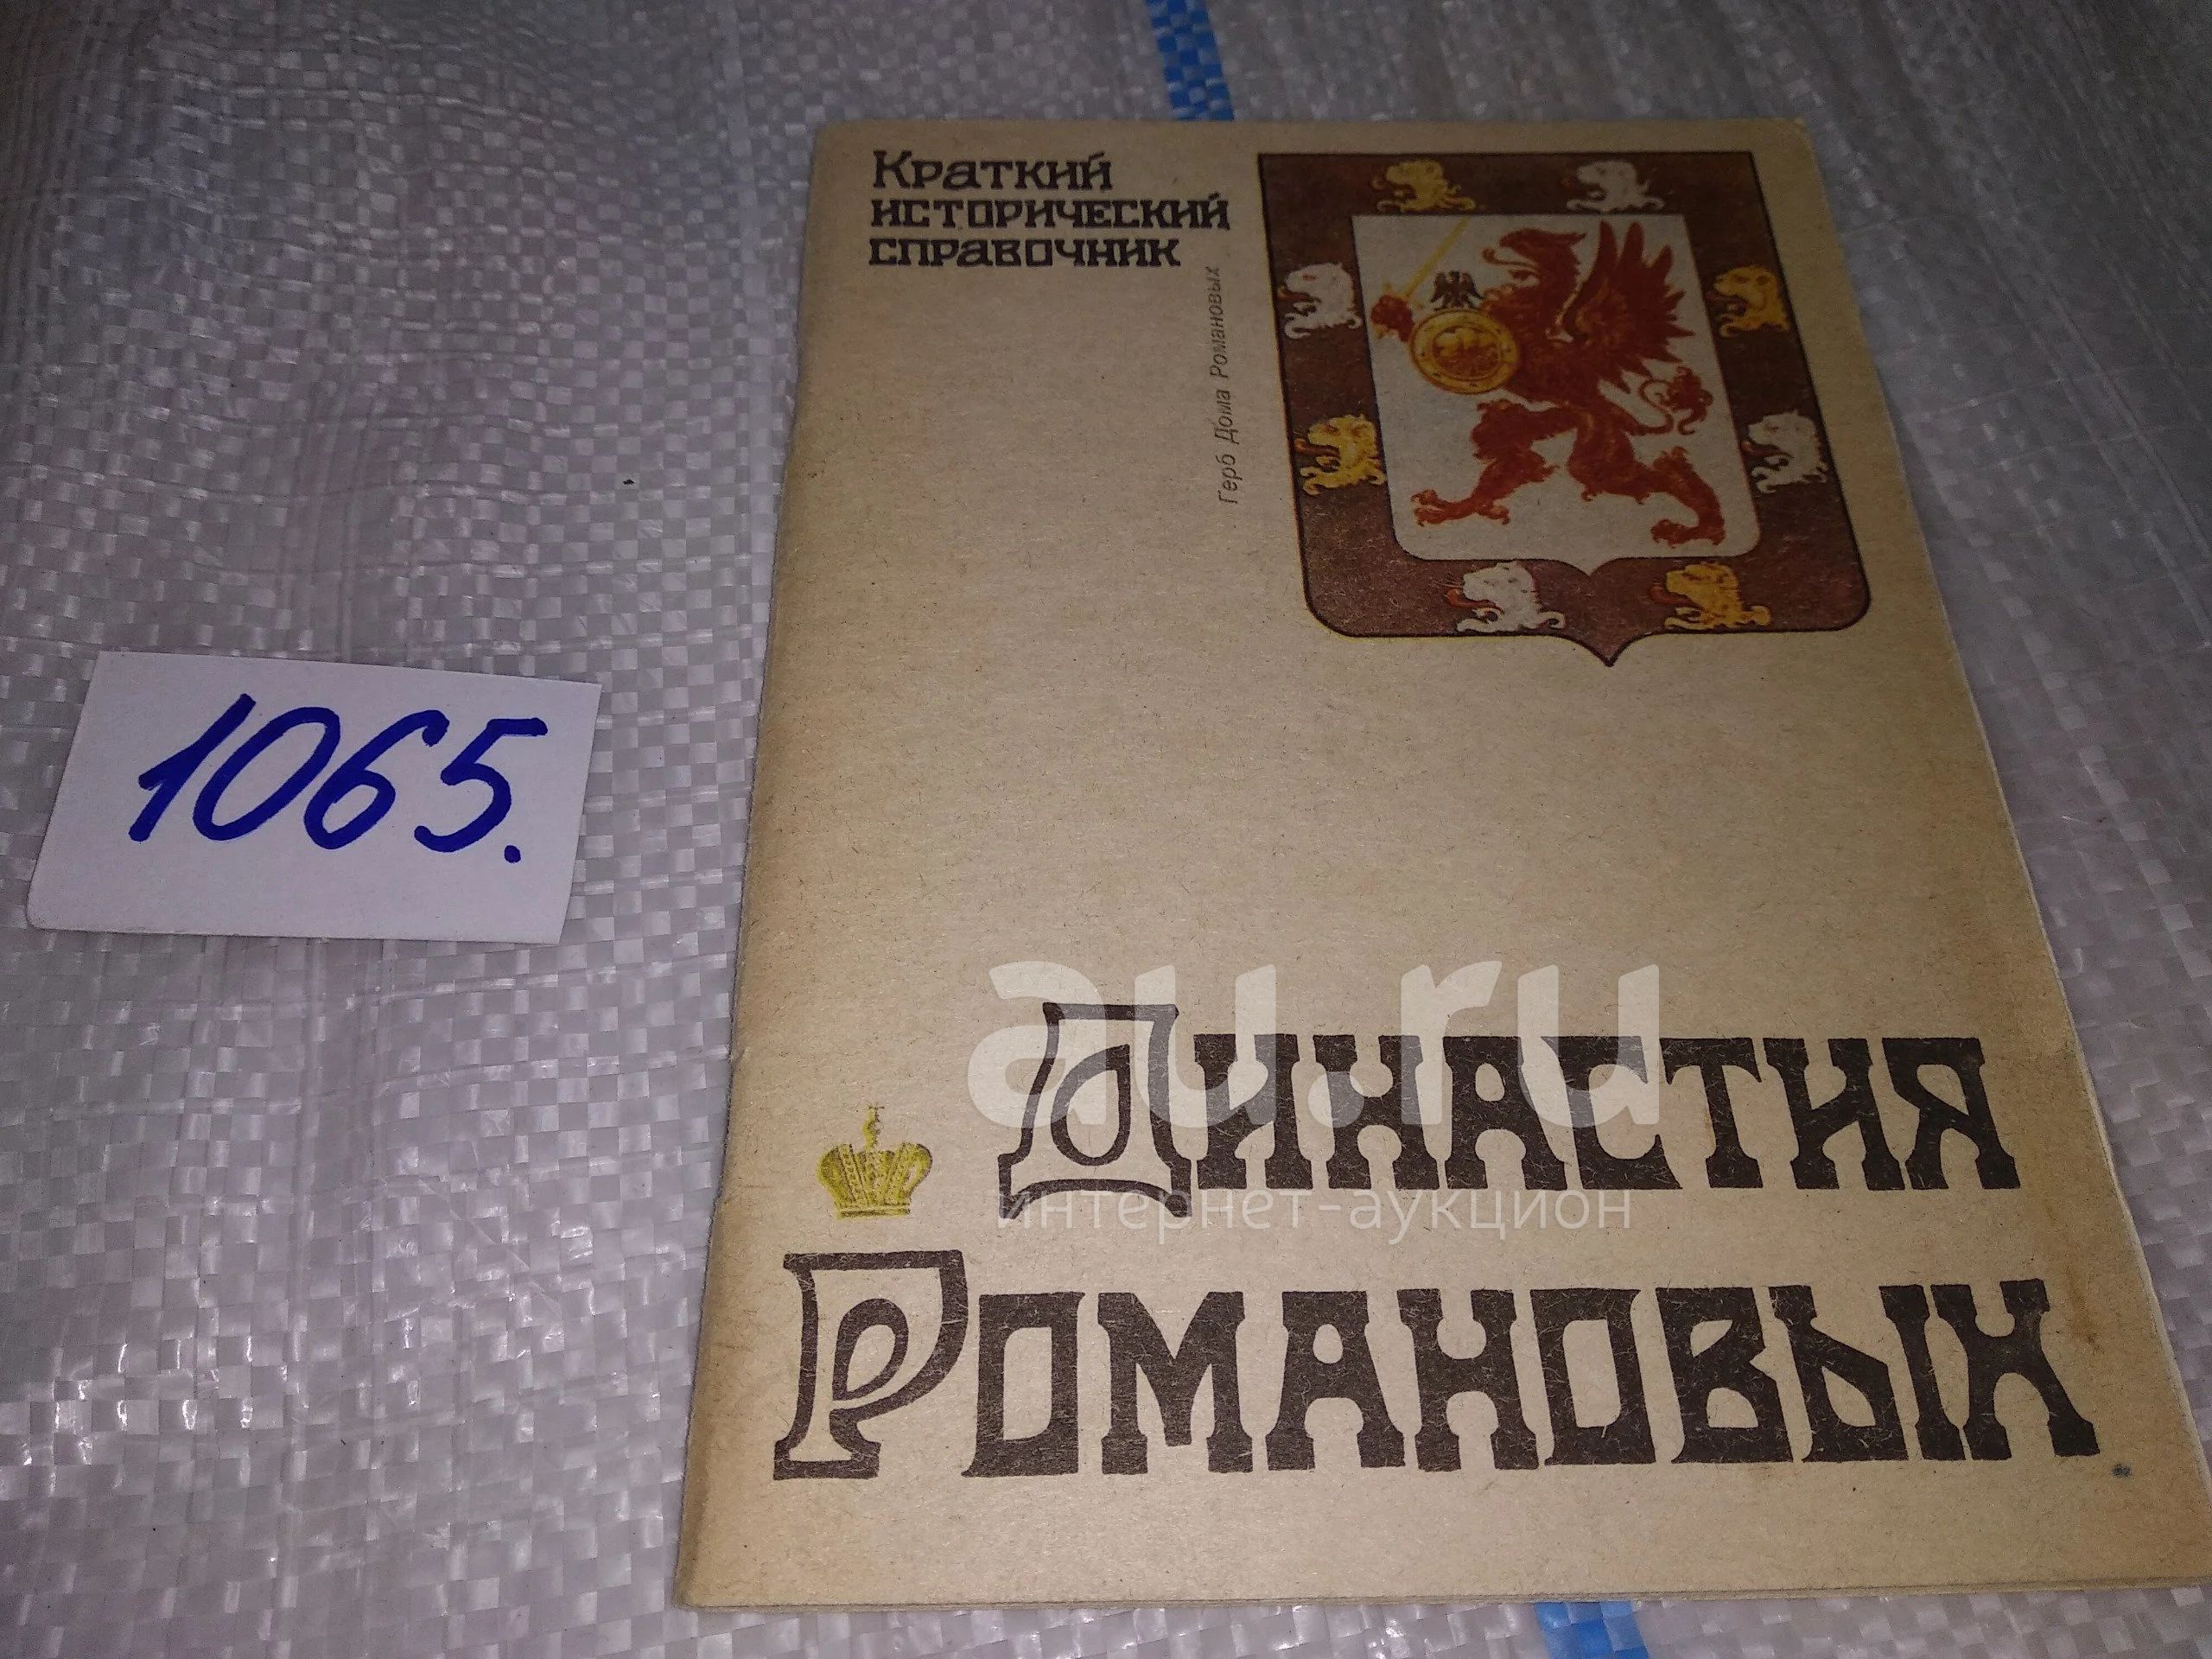 Краткий
исторический
справочник
Герб Дома Романовых
1065.
au.ru
интернет-аукцион
Династия
Романовых